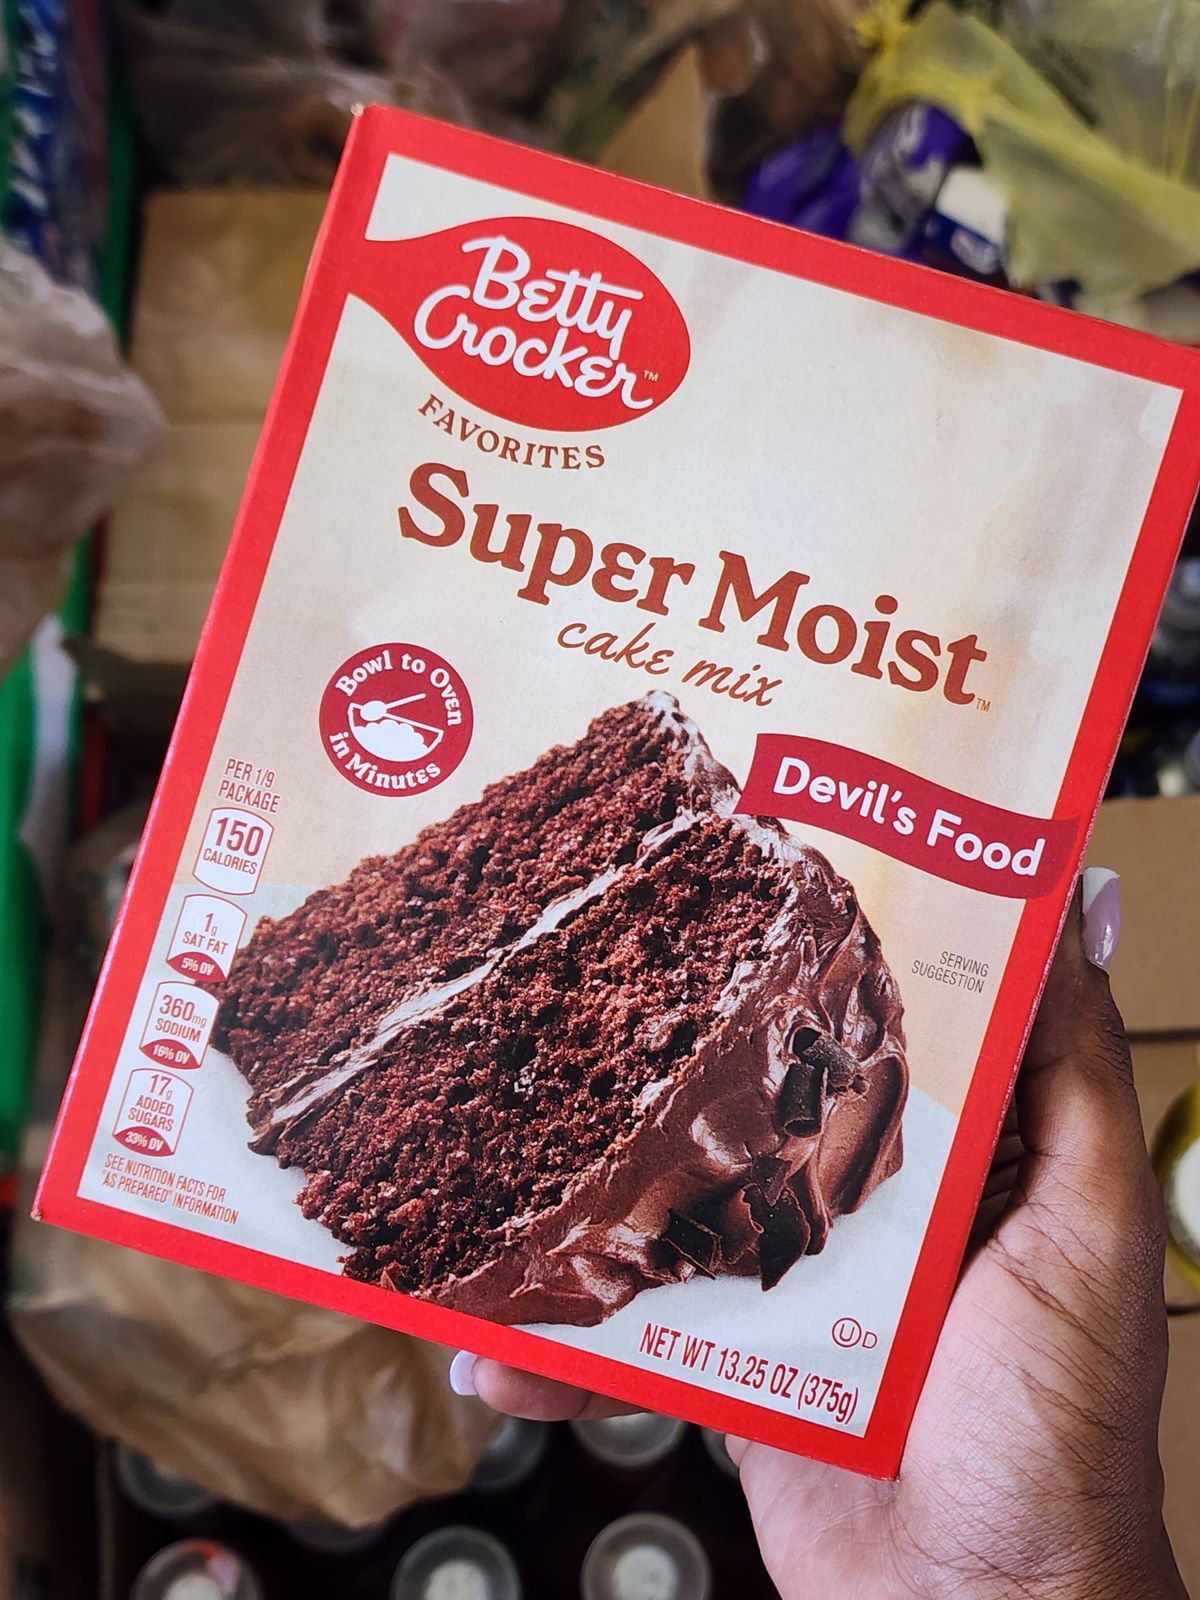 Betty
Crocker™
FAVORITES
Super Moist™
cake mix
Bowl to Oven
in Minutes
Devil's Food
PER 1/9
PACKAGE
150
CALORIES
1g
SAT FAT
5% DV
360mg
SODIUM
16% DV
17g
ADDED
SUGARS
33% DV
SEE NUTRITION FACTS FOR
"AS PREPARED" INFORMATION
SERVING
SUGGESTION
U D
NET WT 13.25 OZ (375g)